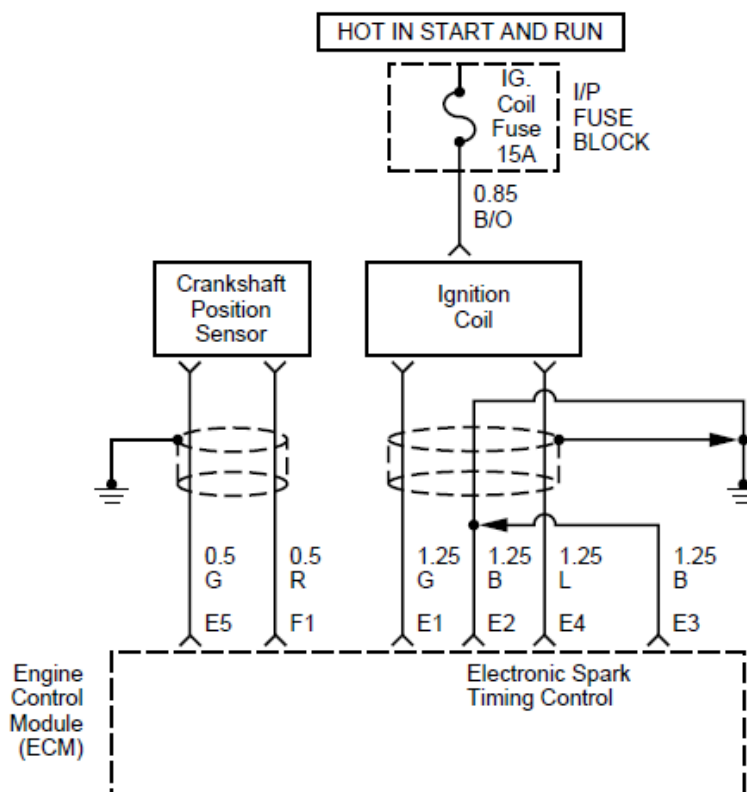 HOT IN START AND RUN
IG.
Coil
Fuse
15A
I/P
FUSE
BLOCK
0.85
B/O
Crankshaft
Position
Sensor
Ignition
Coil
0.5
G
0.5
R
1.25
G
1.25
B
1.25
L
1.25
B
E5
F1
E1
E2
E4
E3
Engine
Control
Module
(ECM)
Electronic Spark
Timing Control